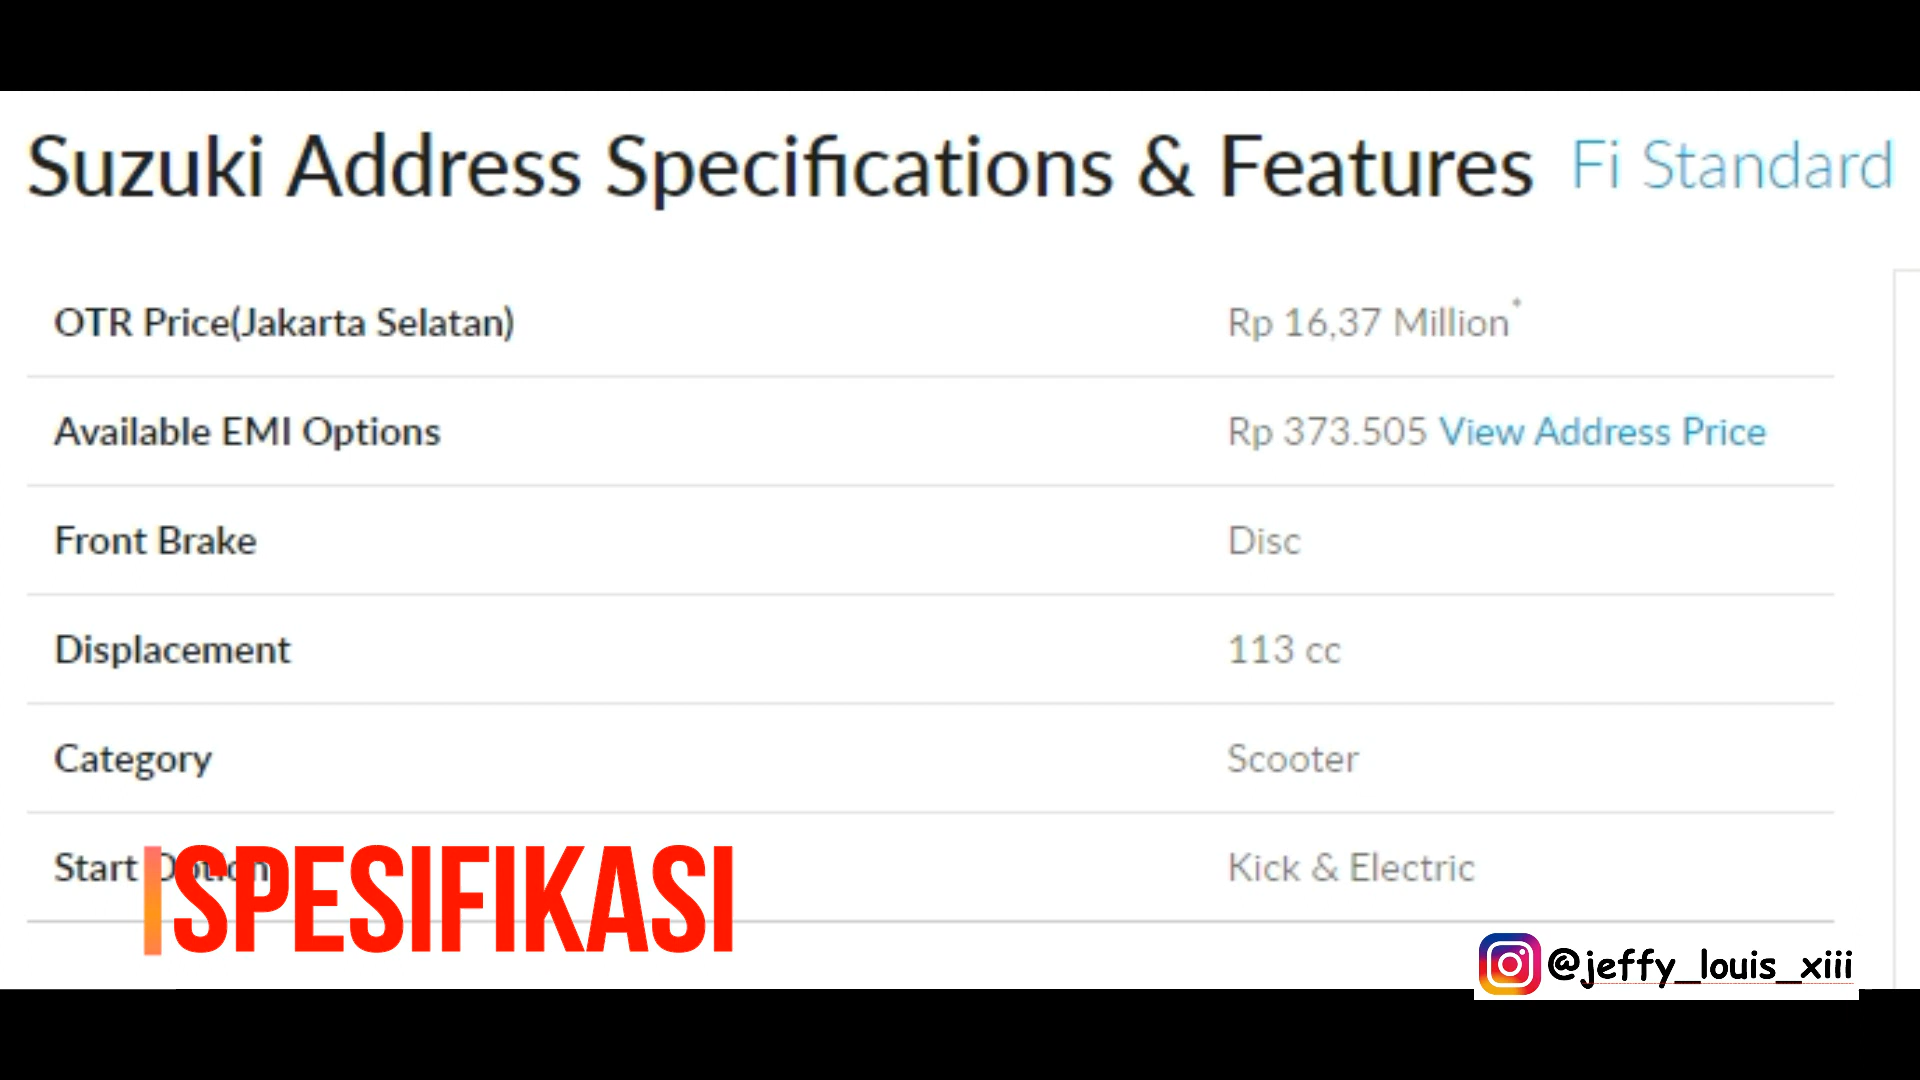 Suzuki Address Specifications & Features Fi Standard
OTR Price(Jakarta Selatan) Rp 16,37 Million*
Available EMI Options Rp 373.505 View Address Price
Front Brake Disc
Displacement 113 cc
Category Scooter
Start Option Kick & Electric
SPESIFIKASI
@jeffy_louis_xiii